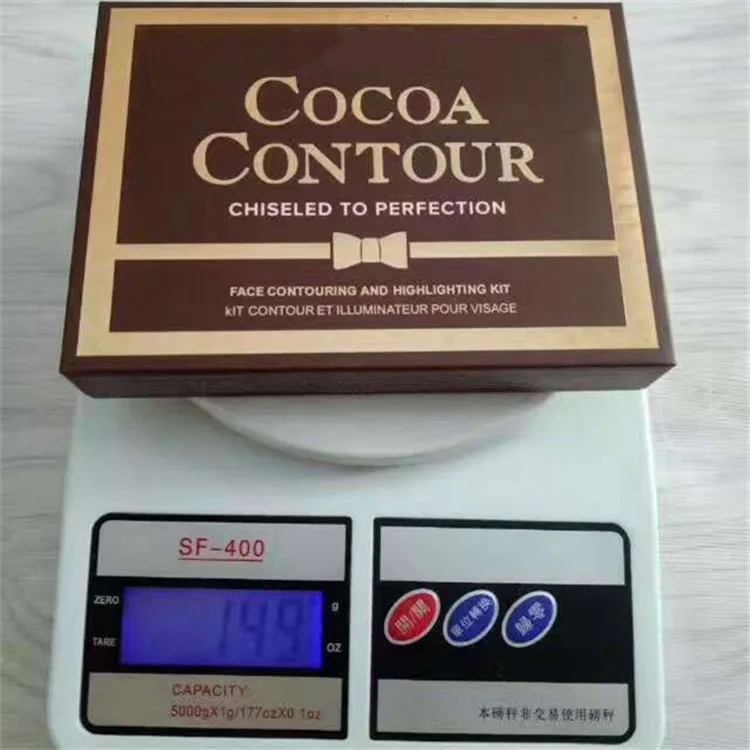 COCOA
CONTOUR
CHISELED TO PERFECTION
FACE CONTOURING AND HIGHLIGHTING KIT
kIT CONTOUR ET ILLUMINATEUR POUR VISAGE
SF-400
ZERO
149
g
TARE
OZ
開/關
單位轉換
歸零
CAPACITY:
5000gX1g/177ozX0.1oz
本磅秤非交易使用磅秤